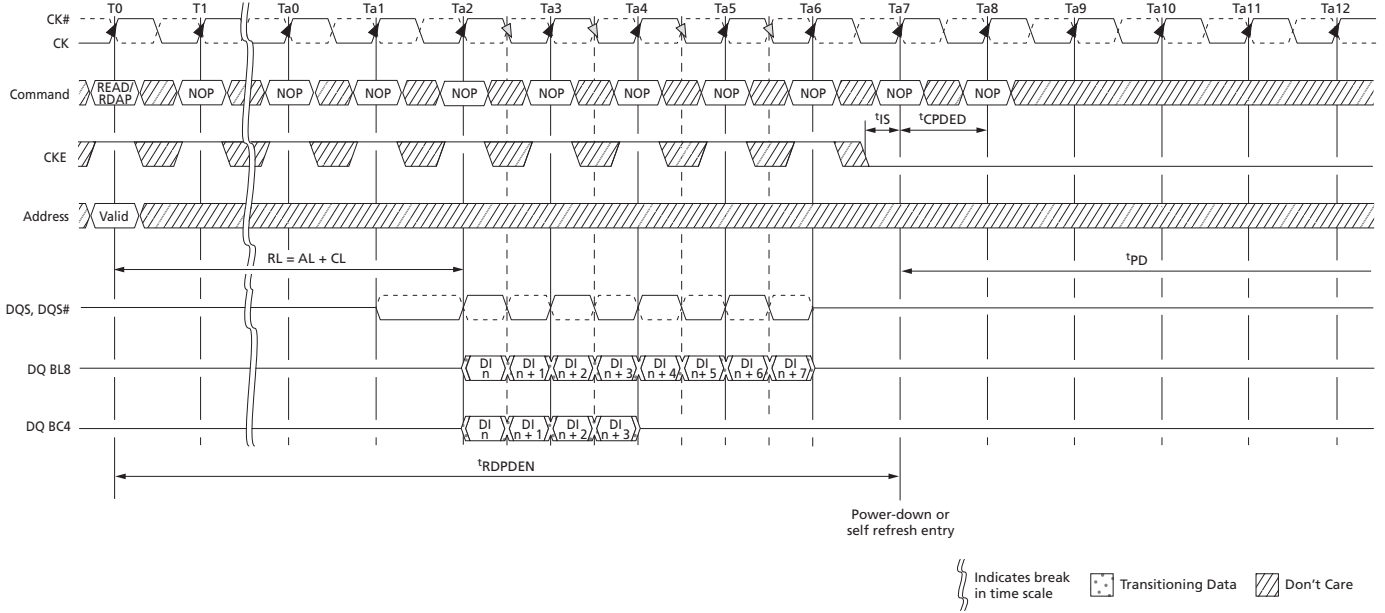 T0 T1 Ta0 Ta1 Ta2 Ta3 Ta4 Ta5 Ta6 Ta7 Ta8 Ta9 Ta10 Ta11 Ta12
CK#
CK
Command READ/ RDAP NOP NOP NOP NOP NOP NOP NOP NOP NOP NOP
tIS tCPDED
CKE
Address Valid
RL = AL + CL
tPD
DQS, DQS#
DQ BL8 DI n DI n + 1 DI n + 2 DI n + 3 DI n + 4 DI n+ 5 DI n + 6 DI n + 7
DQ BC4 DI n DI n + 1 DI n + 2 DI n + 3
tRDPDEN
Power-down or
self refresh entry
Indicates break
in time scale
Transitioning Data
Don't Care